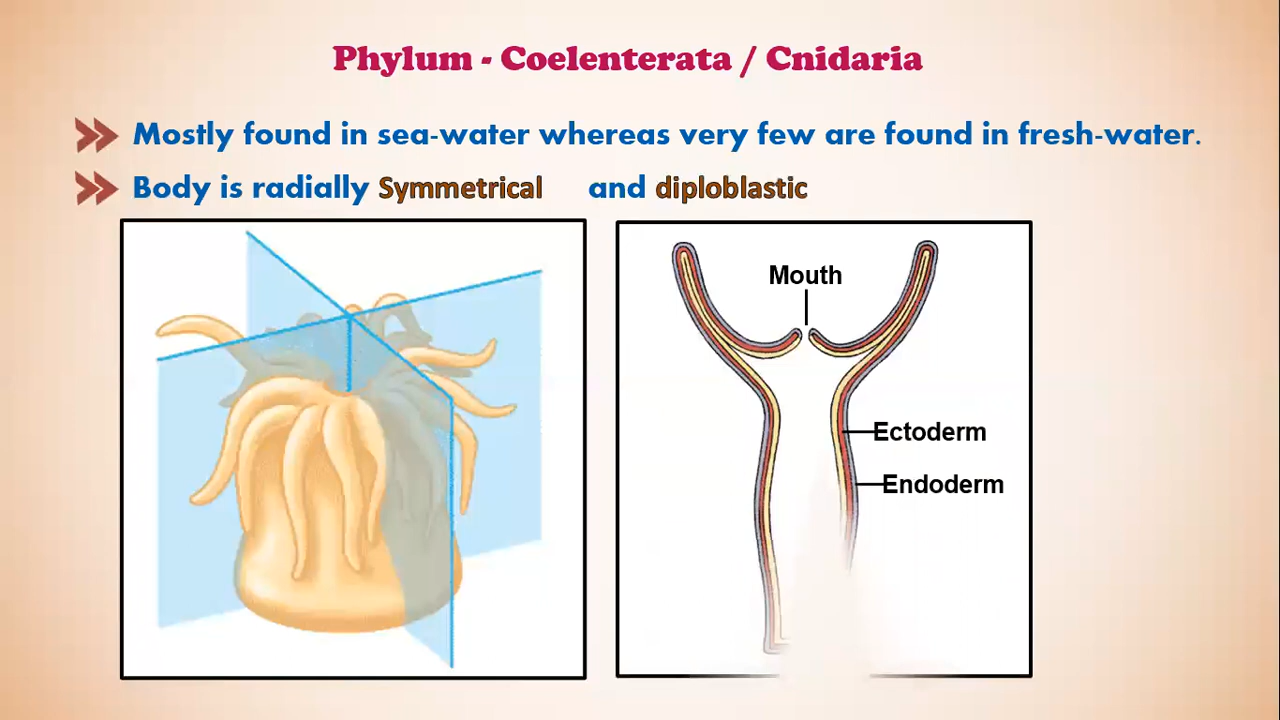 Phylum - Coelenterata / Cnidaria
Mostly found in sea-water whereas very few are found in fresh-water.
Body is radially Symmetrical and diploblastic
Mouth
Ectoderm
Endoderm